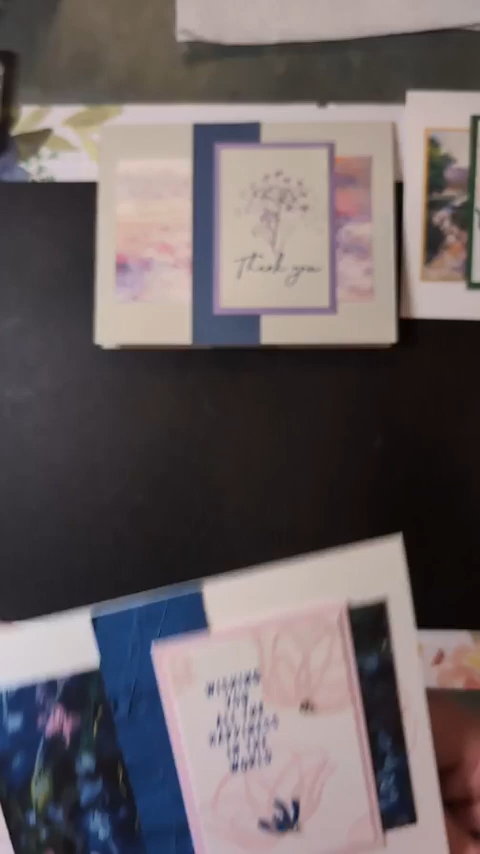 Thank you
WISHING
YOU
ALL THE
HAPPINESS
IN THE
WORLD